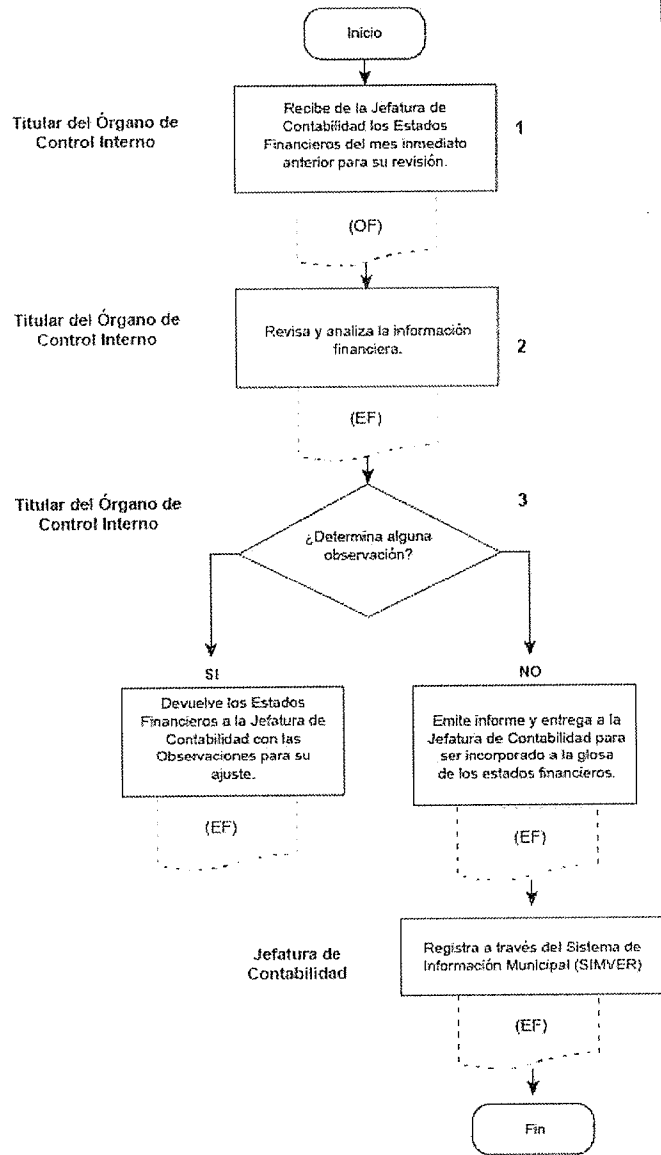 Inicio
Titular del Órgano de
Control Interno
Recibe de la Jefatura de
Contabilidad los Estados
Financieros del mes inmediato
anterior para su revisión.
1
(OF)
Titular del Órgano de
Control Interno
Revisa y analiza la información
financiera.
2
(EF)
Titular del Órgano de
Control Interno
3
¿Determina alguna
observación?
SI
NO
Devuelve los Estados
Financieros a la Jefatura de
Contabilidad con las
Observaciones para su
ajuste.
(EF)
Emite informe y entrega a la
Jefatura de Contabilidad para
ser incorporado a la glosa
de los estados financieros.
(EF)
Jefatura de
Contabilidad
Registra a través del Sistema de
Información Municipal (SIMVER)
(EF)
Fin